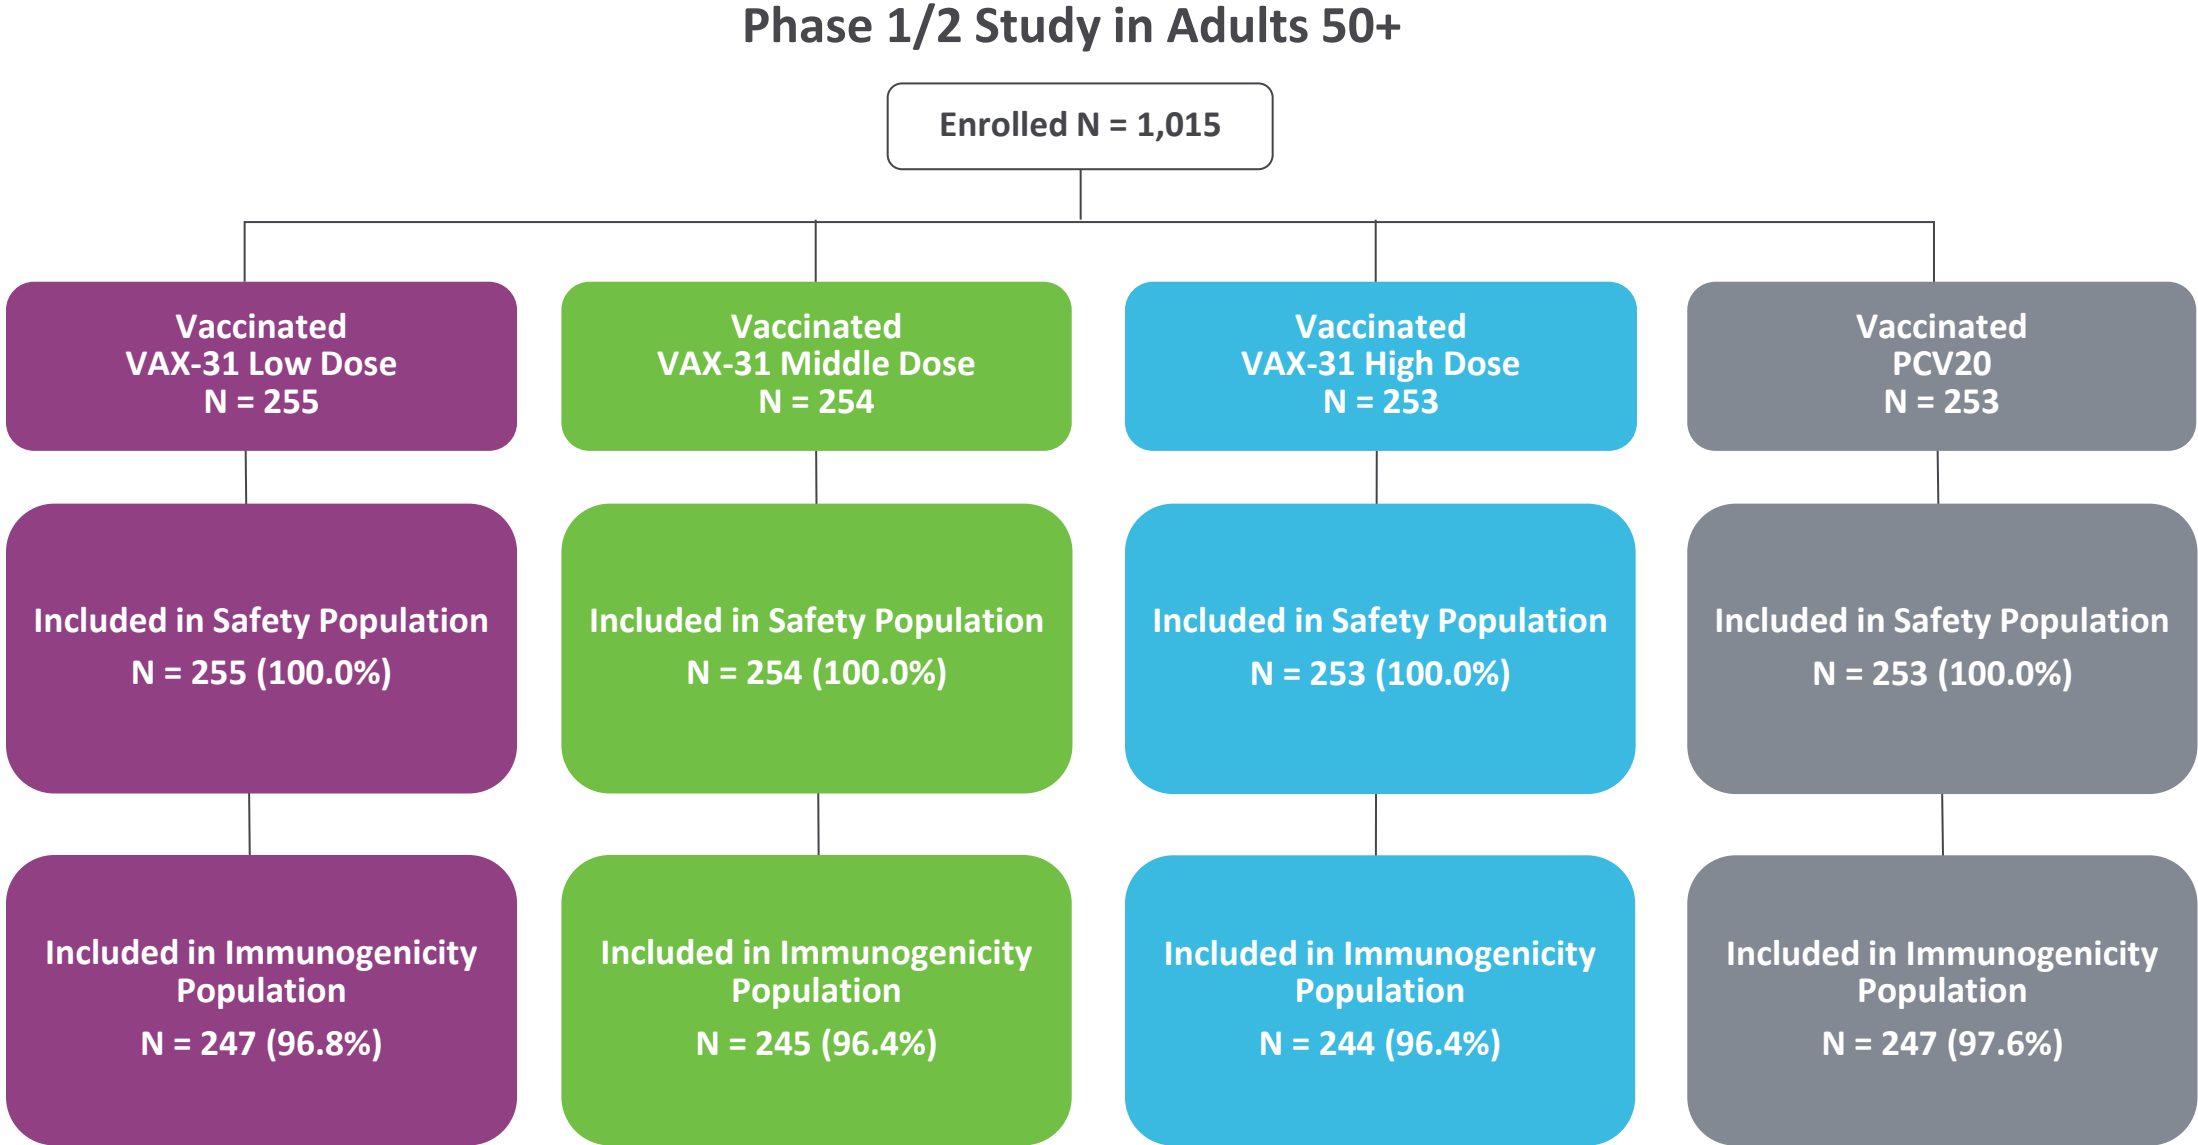 Phase 1/2 Study in Adults 50+
Enrolled N = 1,015
Vaccinated
VAX-31 Low Dose
N = 255
Vaccinated
VAX-31 Middle Dose
N = 254
Vaccinated
VAX-31 High Dose
N = 253
Vaccinated
PCV20
N = 253
Included in Safety Population
N = 255 (100.0%)
Included in Safety Population
N = 254 (100.0%)
Included in Safety Population
N = 253 (100.0%)
Included in Safety Population
N = 253 (100.0%)
Included in Immunogenicity
Population
N = 247 (96.8%)
Included in Immunogenicity
Population
N = 245 (96.4%)
Included in Immunogenicity
Population
N = 244 (96.4%)
Included in Immunogenicity
Population
N = 247 (97.6%)